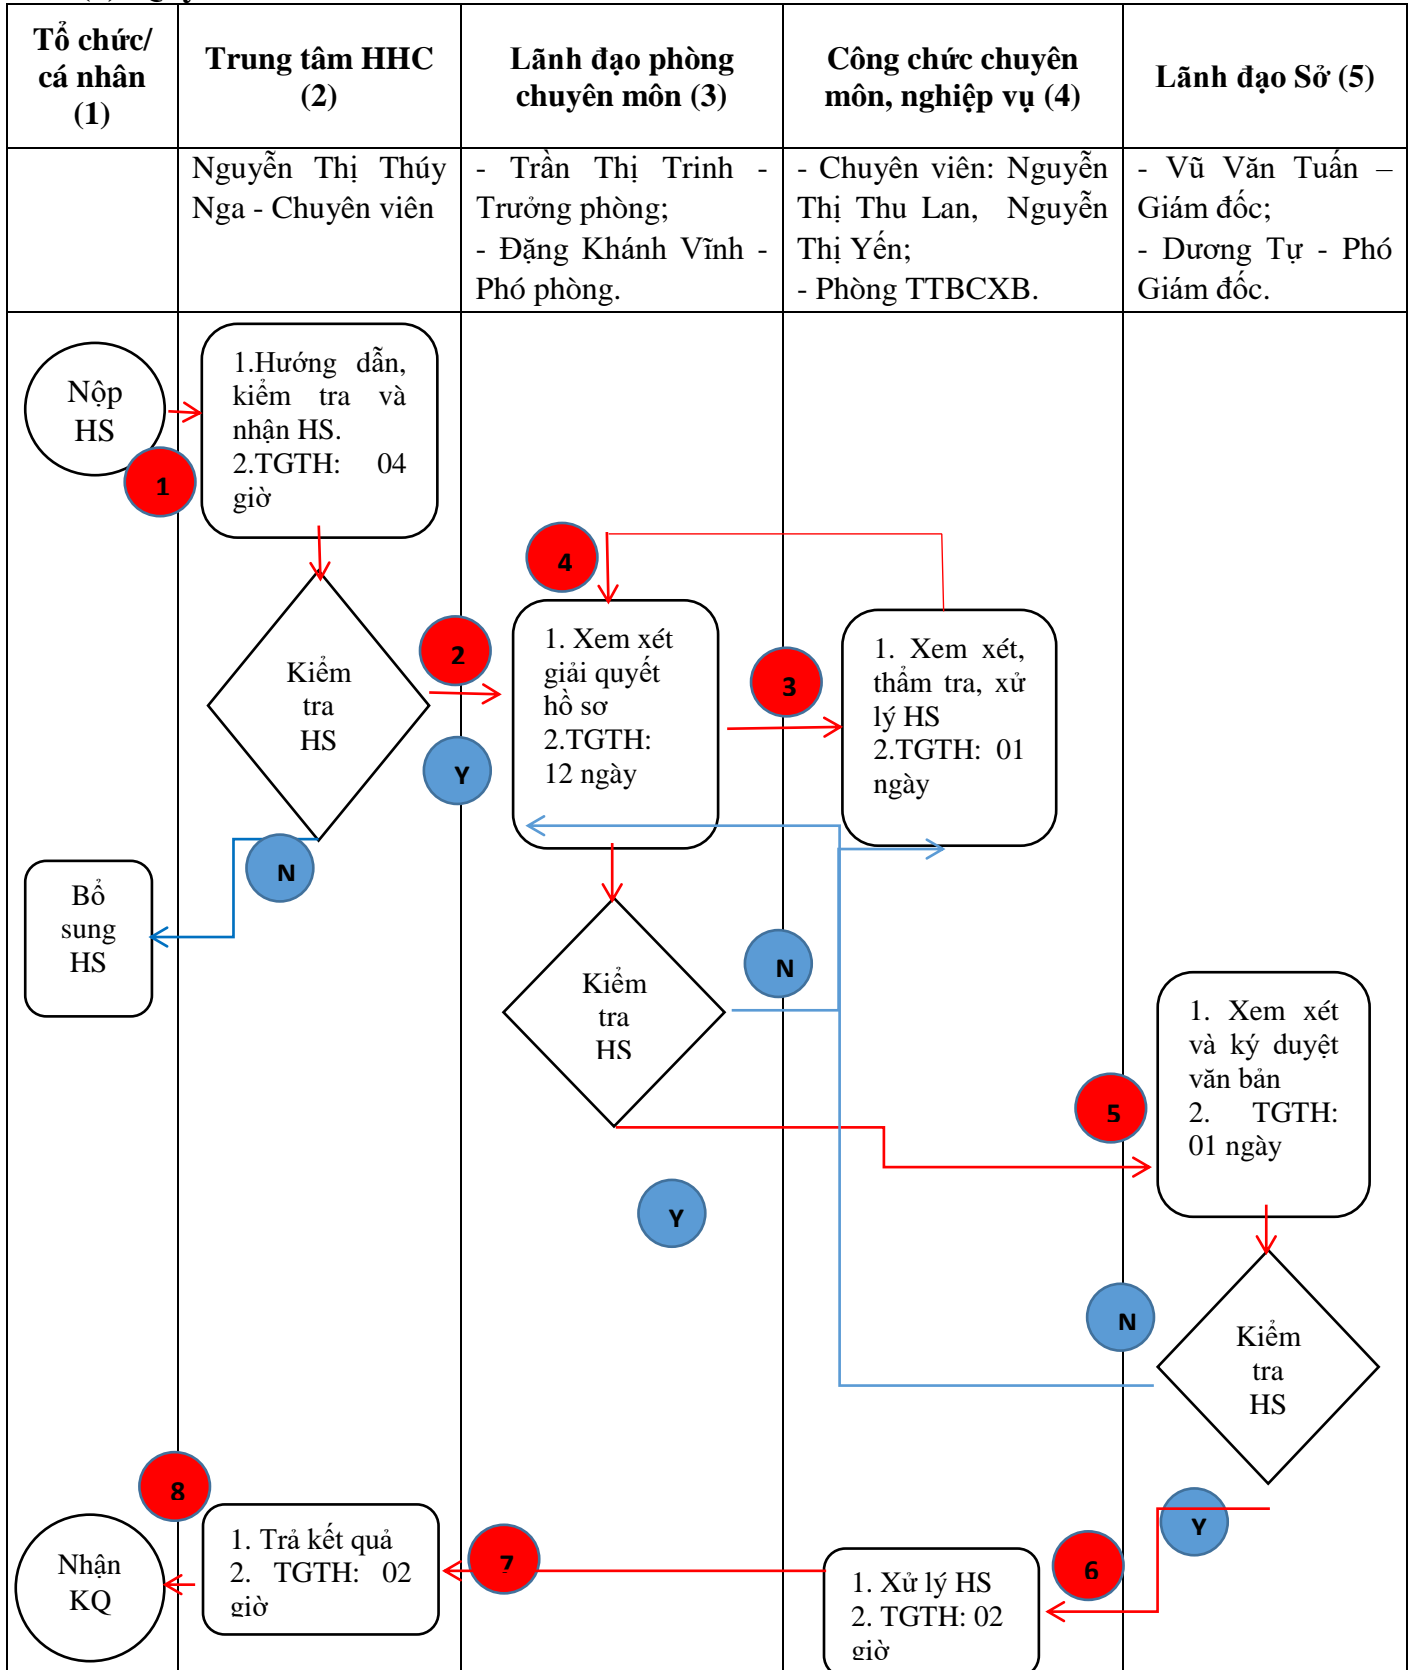 Tổ chức/
cá nhân
(1)
Trung tâm HHC
(2)
Lãnh đạo phòng
chuyên môn (3)
Công chức chuyên
môn, nghiệp vụ (4)
Lãnh đạo Sở (5)
Nguyễn Thị Thúy
Nga - Chuyên viên
- Trần Thị Trinh -
Trưởng phòng;
- Đặng Khánh Vĩnh -
Phó phòng.
- Chuyên viên: Nguyễn
Thị Thu Lan, Nguyễn
Thị Yến;
- Phòng TTBCXB.
- Vũ Văn Tuấn –
Giám đốc;
- Dương Tự - Phó
Giám đốc.
Nộp
HS
1
1.Hướng dẫn,
kiểm tra và
nhận HS.
2.TGTH: 04
giờ
4
Kiểm
tra
HS
2
Y
1. Xem xét
giải quyết
hồ sơ
2.TGTH:
12 ngày
3
1. Xem xét,
thẩm tra, xử
lý HS
2.TGTH: 01
ngày
N
Bổ
sung
HS
Kiểm
tra
HS
N
1. Xem xét
và ký duyệt
văn bản
2. TGTH:
01 ngày
5
Y
N
Kiểm
tra
HS
Y
8
Nhận
KQ
1. Trả kết quả
2. TGTH: 02
giờ
7
1. Xử lý HS
2. TGTH: 02
giờ
6